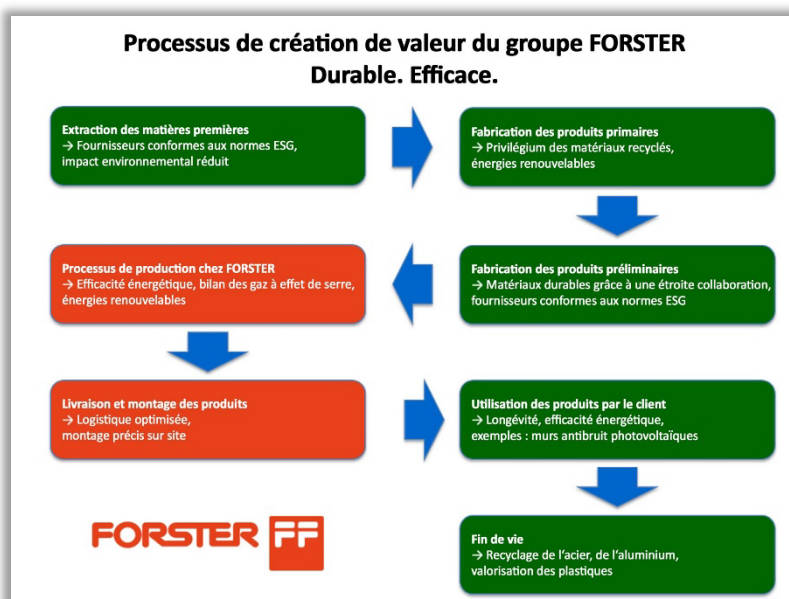 Processus de création de valeur du groupe FORSTER
Durable. Efficace.
Extraction des matières premières
→ Fournisseurs conformes aux normes ESG,
impact environnemental réduit
Fabrication des produits primaires
→ Privilégium des matériaux recyclés,
énergies renouvelables
Fabrication des produits préliminaires
→ Matériaux durables grâce à une étroite collaboration,
fournisseurs conformes aux normes ESG
Processus de production chez FORSTER
→ Efficacité énergétique, bilan des gaz à effet de serre,
énergies renouvelables
Livraison et montage des produits
→ Logistique optimisée,
montage précis sur site
Utilisation des produits par le client
→ Longévité, efficacité énergétique,
exemples : murs antibruit photovoltaïques
Fin de vie
→ Recyclage de l'acier, de l'aluminium,
valorisation des plastiques
FORSTER FF